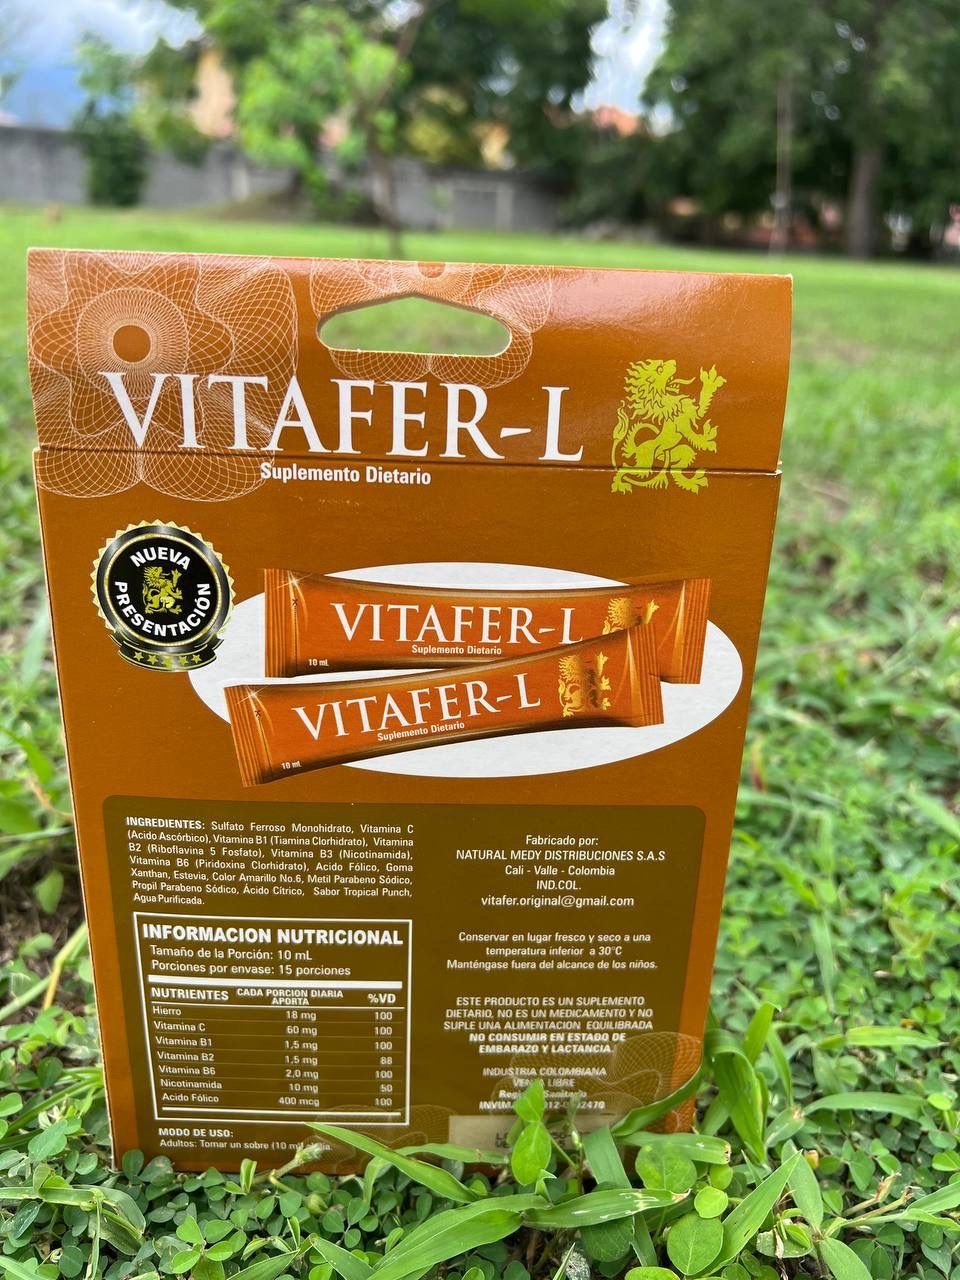 VITAFER-L
Suplemento Dietario
NUEVA
PRESENTACIÓN
VITAFER-L
Suplemento Dietario
10 mL
VITAFER-L
Suplemento Dietario
10 mL
INGREDIENTES: Sulfato Ferroso Monohidrato, Vitamina C
(Acido Ascórbico), Vitamina B1 (Tiamina Clorhidrato), Vitamina
B2 (Riboflavina 5 Fosfato), Vitamina B3 (Nicotinamida),
Vitamina B6 (Piridoxina Clorhidrato), Acido Fólico, Goma
Xanthan, Estevia, Color Amarillo No.6, Metil Parabeno Sódico,
Propil Parabeno Sódico, Ácido Cítrico, Sabor Tropical Punch,
Agua Purificada.
INFORMACION NUTRICIONAL
Tamaño de la Porción: 10 mL
Porciones por envase: 15 porciones
NUTRIENTES CADA PORCION DIARIA APORTA %VD
Hierro 18 mg 100
Vitamina C 60 mg 100
Vitamina B1 1,5 mg 100
Vitamina B2 1,5 mg 88
Vitamina B6 2,0 mg 100
Nicotinamida 10 mg 50
Acido Fólico 400 mcg 100
MODO DE USO:
Adultos: Tomar un sobre (10 ml)
Fabricado por:
NATURAL MEDY DISTRIBUCIONES S.A.S
Cali - Valle - Colombia
IND.COL.
vitafer.original@gmail.com
Conservar en lugar fresco y seco a una
temperatura inferior a 30°C
Manténgase fuera del alcance de los niños.
ESTE PRODUCTO ES UN SUPLEMENTO
DIETARIO, NO ES UN MEDICAMENTO Y NO
SUPLE UNA ALIMENTACION EQUILIBRADA
NO CONSUMIR EN ESTADO DE
EMBARAZO Y LACTANCIA.
INDUSTRIA COLOMBIANA
VENTA LIBRE
Sanitario